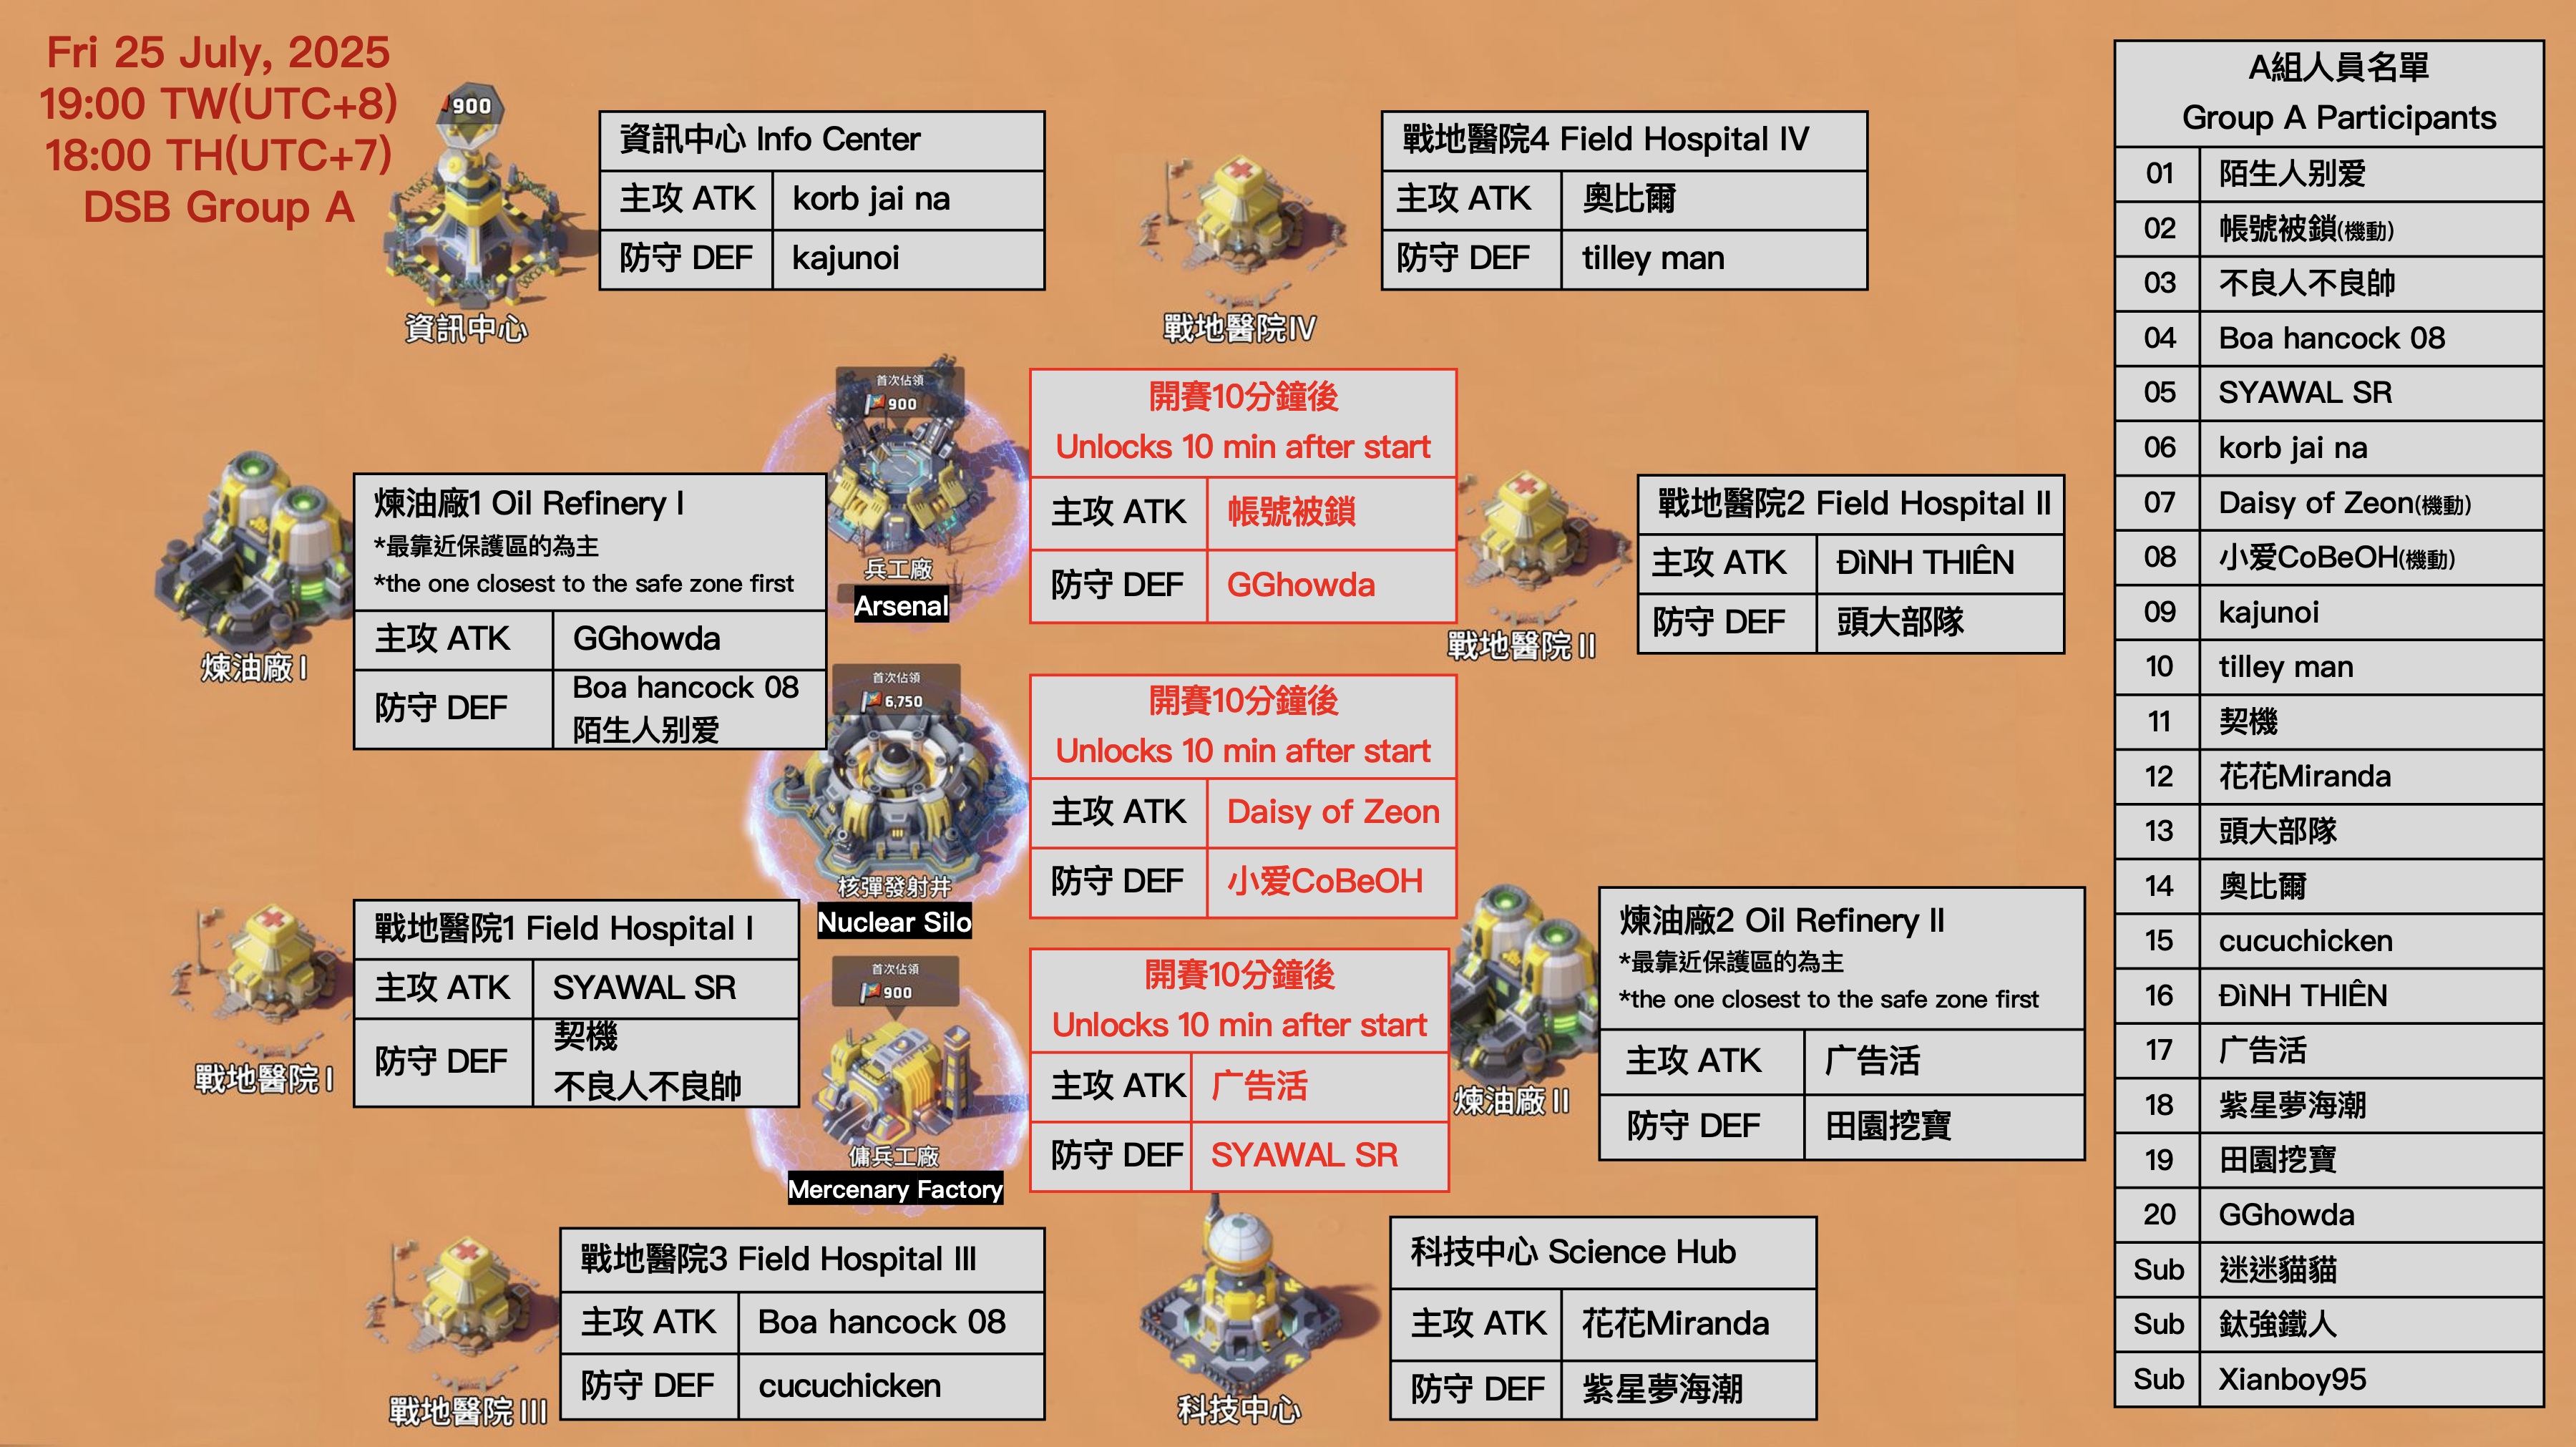 Fri 25 July, 2025
19:00 TW(UTC+8)
18:00 TH(UTC+7)
DSB Group A
900
資訊中心
資訊中心 Info Center
主攻 ATK korb jai na
防守 DEF kajunoi
戰地醫院IV
戰地醫院4 Field Hospital IV
主攻 ATK 奧比爾
防守 DEF tilley man
煉油廠 I
煉油廠1 Oil Refinery I
*最靠近保護區的為主
*the one closest to the safe zone first
主攻 ATK GGhowda
防守 DEF Boa hancock 08
陌生人别爱
首次佔領
900
兵工廠
Arsenal
開賽10分鐘後
Unlocks 10 min after start
主攻 ATK 帳號被鎖
防守 DEF GGhowda
戰地醫院 II
戰地醫院2 Field Hospital II
主攻 ATK ĐìNH THIÊN
防守 DEF 頭大部隊
首次佔領
6,750
核彈發射井
Nuclear Silo
開賽10分鐘後
Unlocks 10 min after start
主攻 ATK Daisy of Zeon
防守 DEF 小爱CoBeOH
戰地醫院 I
戰地醫院1 Field Hospital I
主攻 ATK SYAWAL SR
防守 DEF 契機
不良人不良帥
首次佔領
900
傭兵工廠
Mercenary Factory
開賽10分鐘後
Unlocks 10 min after start
主攻 ATK 广告活
防守 DEF SYAWAL SR
煉油廠 II
煉油廠2 Oil Refinery II
*最靠近保護區的為主
*the one closest to the safe zone first
主攻 ATK 广告活
防守 DEF 田園挖寶
戰地醫院 III
戰地醫院3 Field Hospital III
主攻 ATK Boa hancock 08
防守 DEF cucuchicken
科技中心
科技中心 Science Hub
主攻 ATK 花花Miranda
防守 DEF 紫星夢海潮
A組人員名單
Group A Participants
01 陌生人别爱
02 帳號被鎖(機動)
03 不良人不良帥
04 Boa hancock 08
05 SYAWAL SR
06 korb jai na
07 Daisy of Zeon(機動)
08 小爱CoBeOH(機動)
09 kajunoi
10 tilley man
11 契機
12 花花Miranda
13 頭大部隊
14 奧比爾
15 cucuchicken
16 ĐìNH THIÊN
17 广告活
18 紫星夢海潮
19 田園挖寶
20 GGhowda
Sub 迷迷貓貓
Sub 鈦強鐵人
Sub Xianboy95